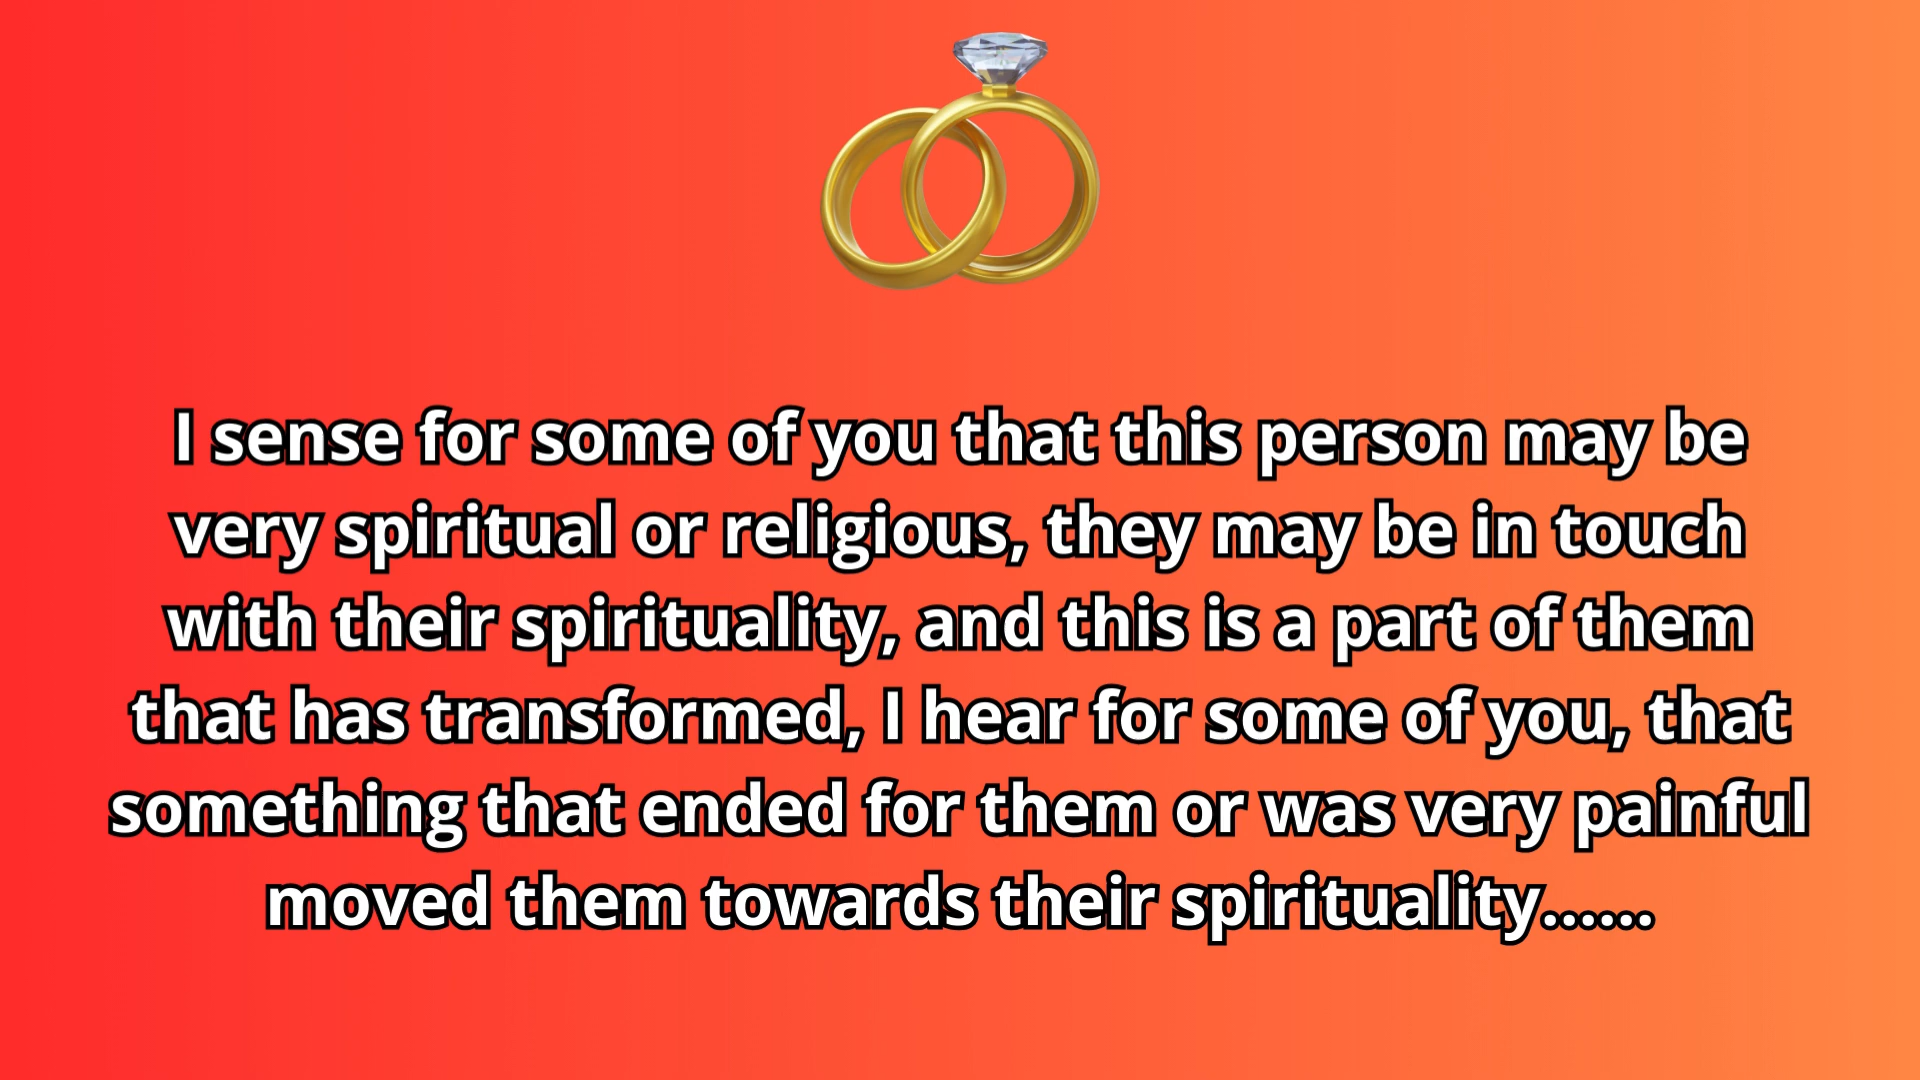 I sense for some of you that this person may be
very spiritual or religious, they may be in touch
with their spirituality, and this is a part of them
that has transformed, I hear for some of you, that
something that ended for them or was very painful
moved them towards their spirituality......